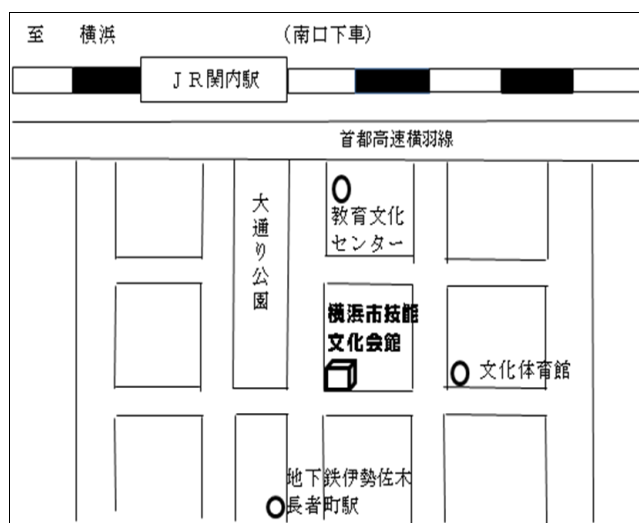 至 横浜
(南口下車)
ＪＲ関内駅
首都高速横羽線
大通り公園
教育文化
センター
横浜市技能
文化会館
文化体育館
地下鉄伊勢佐木
長者町駅